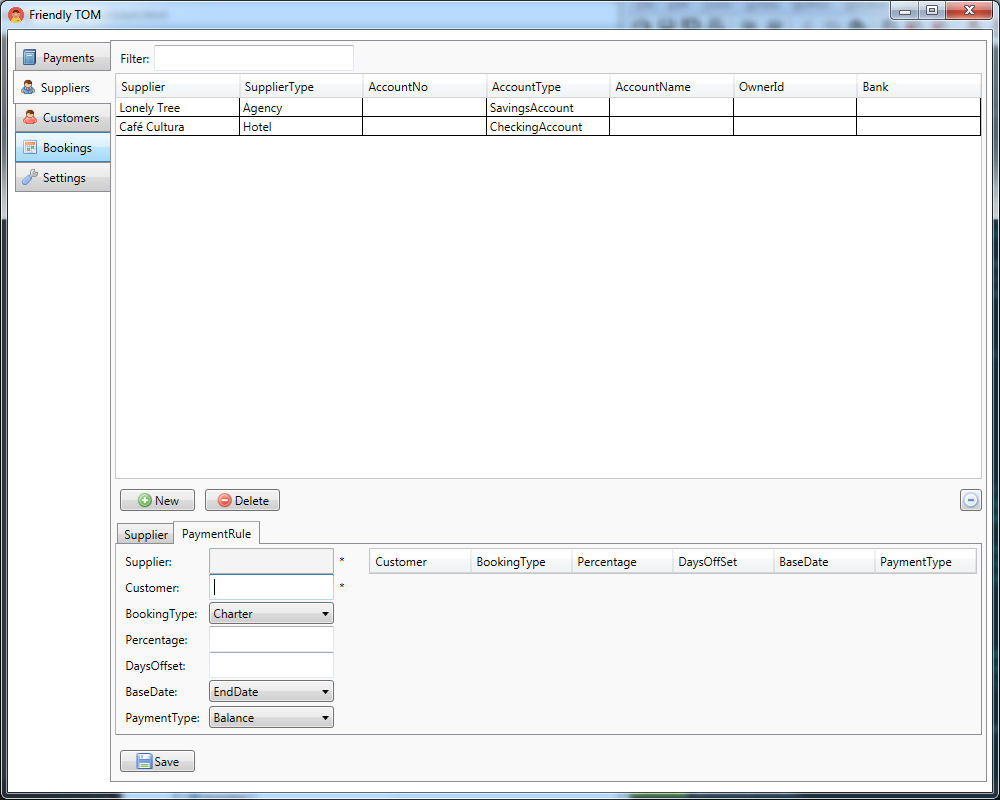 Friendly TOM
Payments
Suppliers
Customers
Bookings
Settings
Filter:
Supplier SupplierType AccountNo AccountType AccountName OwnerId Bank
Lonely Tree Agency SavingsAccount
Café Cultura Hotel CheckingAccount
New Delete
Supplier PaymentRule
Supplier: *
Customer: *
BookingType: Charter
Percentage:
DaysOffset:
BaseDate: EndDate
PaymentType: Balance
Customer BookingType Percentage DaysOffSet BaseDate PaymentType
Save